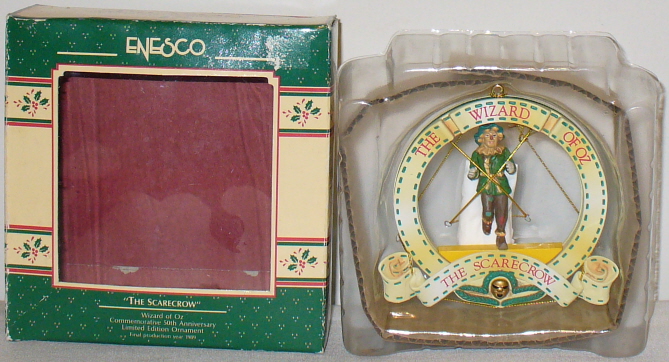 ENESCO
"THE SCARECROW"
Wizard of Oz
Commemorative 50th Anniversary
Limited Edition Ornament
Final production year 1989
THE WIZARD OF OZ
THE SCARECROW